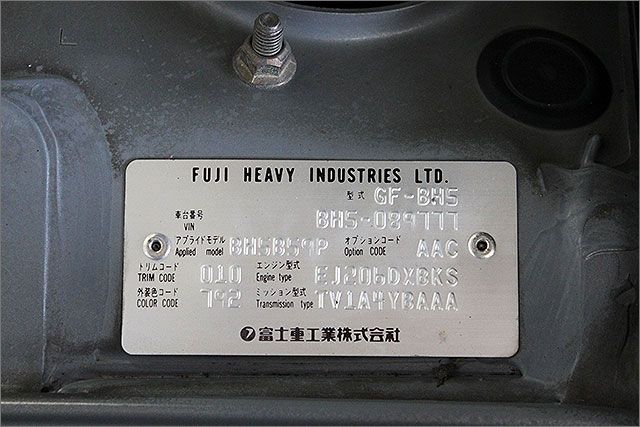 FUJI HEAVY INDUSTRIES LTD.
型式 GF-BH5
車台番号 VIN BH5-089777
アプライドモデル Applied model BH5B59P オプションコード Option CODE AAC
トリムコード TRIM CODE 010 エンジン型式 Engine type EJ206DXBKS
外装色コード COLOR CODE 792 ミッション型式 Transmission type TV1A4YBAAA
富士重工業株式会社